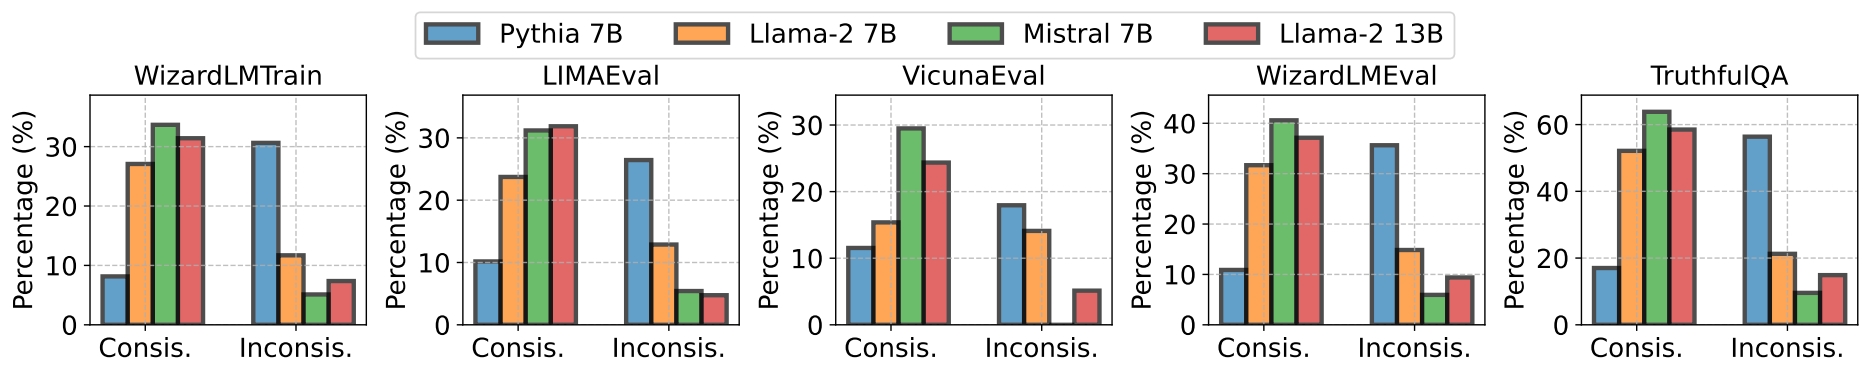 Pythia 7B Llama-2 7B Mistral 7B Llama-2 13B
WizardLMTrain
Percentage (%)
30
20
10
0
Consis. Inconsis.
LIMAEval
Percentage (%)
30
20
10
0
Consis. Inconsis.
VicunaEval
Percentage (%)
30
20
10
0
Consis. Inconsis.
WizardLMEval
Percentage (%)
40
30
20
10
0
Consis. Inconsis.
TruthfulQA
Percentage (%)
60
40
20
0
Consis. Inconsis.